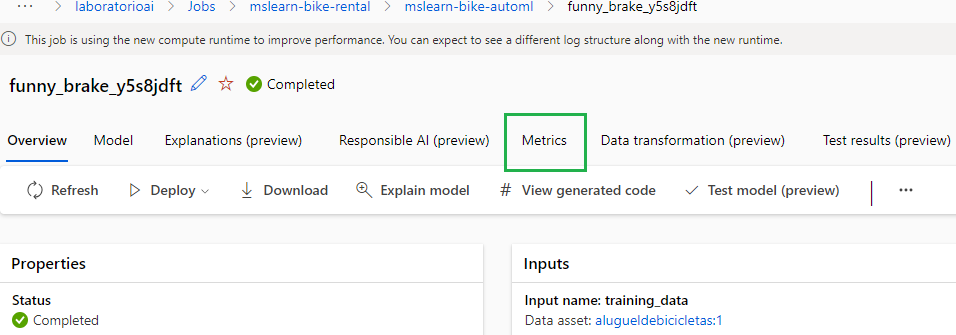 ··· > laboratorioai > Jobs > mslearn-bike-rental > mslearn-bike-automl > funny_brake_y5s8jdft
This job is using the new compute runtime to improve performance. You can expect to see a different log structure along with the new runtime.
funny_brake_y5s8jdft Completed
Overview Model Explanations (preview) Responsible AI (preview) Metrics Data transformation (preview) Test results (preview)
Refresh Deploy Download Explain model # View generated code Test model (preview) ···
Properties
Inputs
Status
Completed
Input name: training_data
Data asset: alugueldebicicletas:1